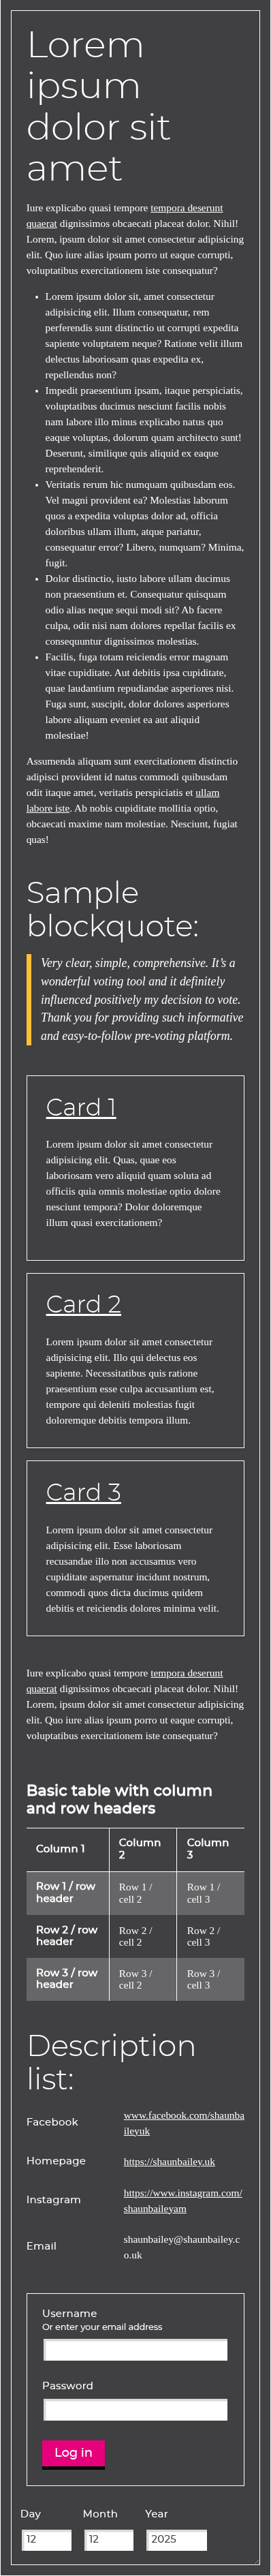 Lorem
ipsum
dolor sit
amet
Iure explicabo quasi tempore tempora deserunt
quaerat dignissimos obcaecati placeat dolor. Nihil!
Lorem, ipsum dolor sit amet consectetur adipisicing
elit. Quo iure alias ipsum porro ut eaque corrupti,
voluptatibus exercitationem iste consequatur?
• Lorem ipsum dolor sit, amet consectetur
adipisicing elit. Illum consequatur, rem
perferendis sunt distinctio ut corrupti expedita
sapiente voluptatem neque? Ratione velit illum
delectus laboriosam quas expedita ex,
repellendus non?
• Impedit praesentium ipsam, itaque perspiciatis,
voluptatibus ducimus nesciunt facilis nobis
nam labore illo minus explicabo natus quo
eaque voluptas, dolorum quam architecto sunt!
Deserunt, similique quis aliquid ex eaque
reprehenderit.
• Veritatis rerum hic numquam quibusdam eos.
Vel magni provident ea? Molestias laborum
quos a expedita voluptas dolor ad, officia
doloribus ullam illum, atque pariatur,
consequatur error? Libero, numquam? Minima,
fugit.
• Dolor distinctio, iusto labore ullam ducimus
non praesentium et. Consequatur quisquam
odio alias neque sequi modi sit? Ab facere
culpa, odit nisi nam dolores repellat facilis ex
consequuntur dignissimos molestias.
• Facilis, fuga totam reiciendis error magnam
vitae cupiditate. Aut debitis ipsa cupiditate,
quae laudantium repudiandae asperiores nisi.
Fuga sunt, suscipit, dolor dolores asperiores
labore aliquam eveniet ea aut aliquid
molestiae!
Assumenda aliquam sunt exercitationem distinctio
adipisci provident id natus commodi quibusdam
odit itaque amet, veritatis perspiciatis et ullam
labore iste. Ab nobis cupiditate mollitia optio,
obcaecati maxime nam molestiae. Nesciunt, fugiat
quas!
Sample
blockquote:
Very clear, simple, comprehensive. It’s a
wonderful voting tool and it definitely
influenced positively my decision to vote.
Thank you for providing such informative
and easy-to-follow pre-voting platform.
Card 1
Lorem ipsum dolor sit amet consectetur
adipisicing elit. Quas, quae eos
laboriosam vero aliquid quam soluta ad
officiis quia omnis molestiae optio dolore
nesciunt tempora? Dolor doloremque
illum quasi exercitationem?
Card 2
Lorem ipsum dolor sit amet consectetur
adipisicing elit. Illo qui delectus eos
sapiente. Necessitatibus quis ratione
praesentium esse culpa accusantium est,
tempore qui deleniti molestias fugit
doloremque debitis tempora illum.
Card 3
Lorem ipsum dolor sit amet consectetur
adipisicing elit. Esse laboriosam
recusandae illo non accusamus vero
cupiditate aspernatur incidunt nostrum,
commodi quos dicta ducimus quidem
debitis et reiciendis dolores minima velit.
Iure explicabo quasi tempore tempora deserunt
quaerat dignissimos obcaecati placeat dolor. Nihil!
Lorem, ipsum dolor sit amet consectetur adipisicing
elit. Quo iure alias ipsum porro ut eaque corrupti,
voluptatibus exercitationem iste consequatur?
Basic table with column
and row headers
Column 1 Column 2 Column 3
Row 1 / row header Row 1 / cell 2 Row 1 / cell 3
Row 2 / row header Row 2 / cell 2 Row 2 / cell 3
Row 3 / row header Row 3 / cell 2 Row 3 / cell 3
Description
list:
Facebook www.facebook.com/shaunba
ileyuk
Homepage https://shaunbailey.uk
Instagram https://www.instagram.com/
shaunbaileyam
Email shaunbailey@shaunbailey.c
o.uk
Username
Or enter your email address
Password
Log in
Day Month Year
12 12 2025